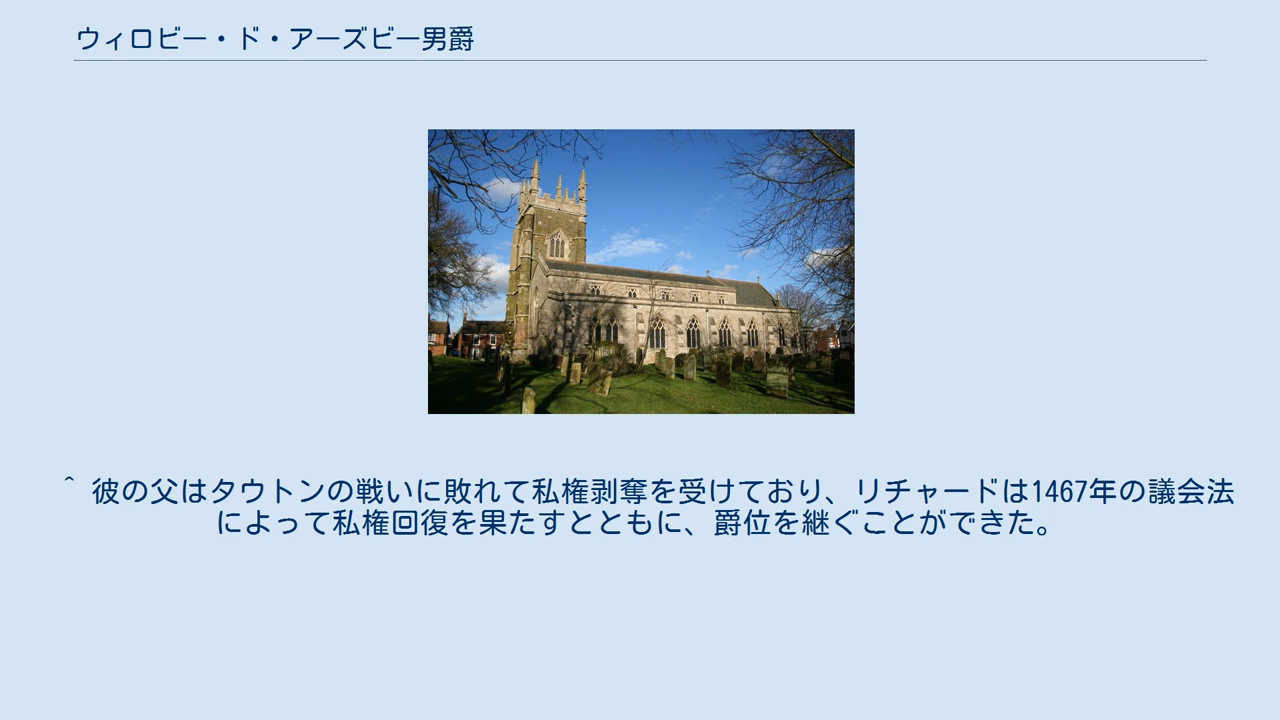 ウィロビー・ド・アーズビー男爵
^ 彼の父はタウトンの戦いに敗れて私権剥奪を受けており、リチャードは1467年の議会法
によって私権回復を果たすとともに、爵位を継ぐことができた。